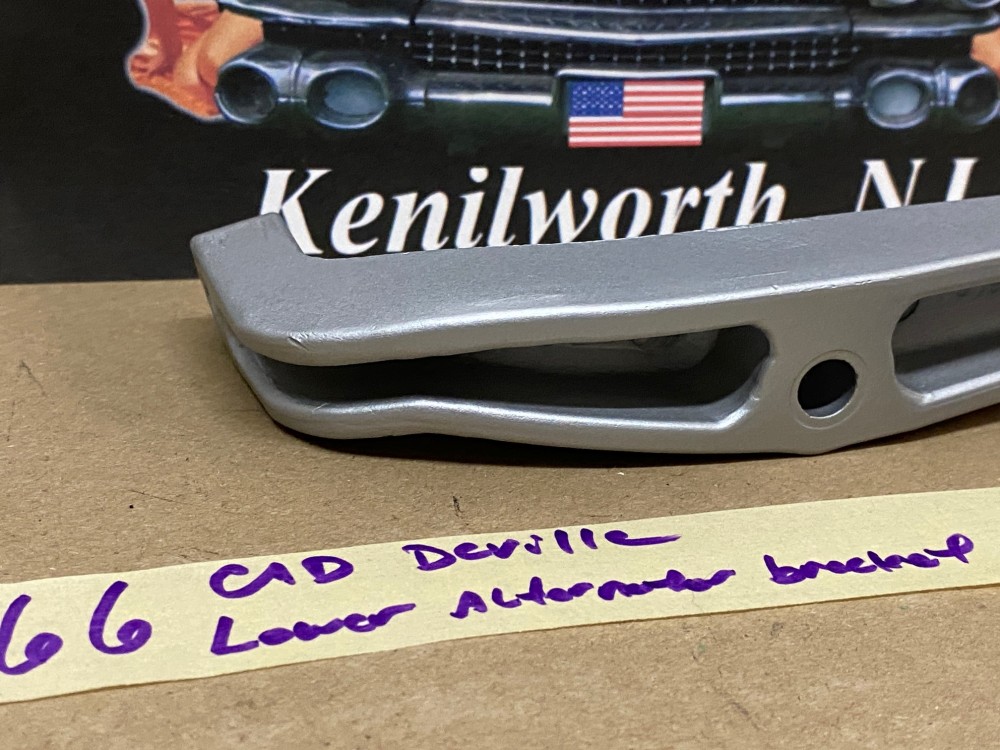 Kenilworth, NJ
66 CAD Deville
Lower Alternator bracket